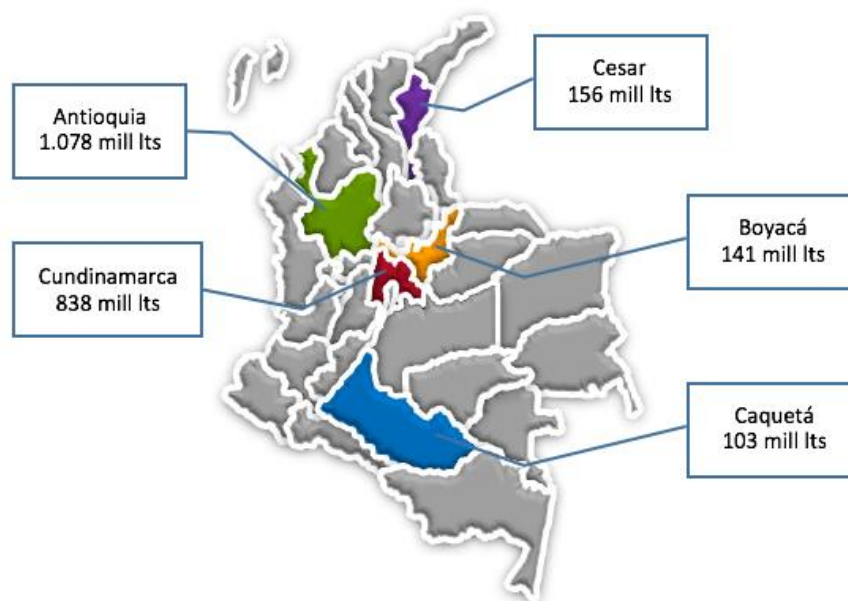 Cesar
156 mill lts
Antioquia
1.078 mill lts
Boyacá
141 mill lts
Cundinamarca
838 mill lts
Caquetá
103 mill lts